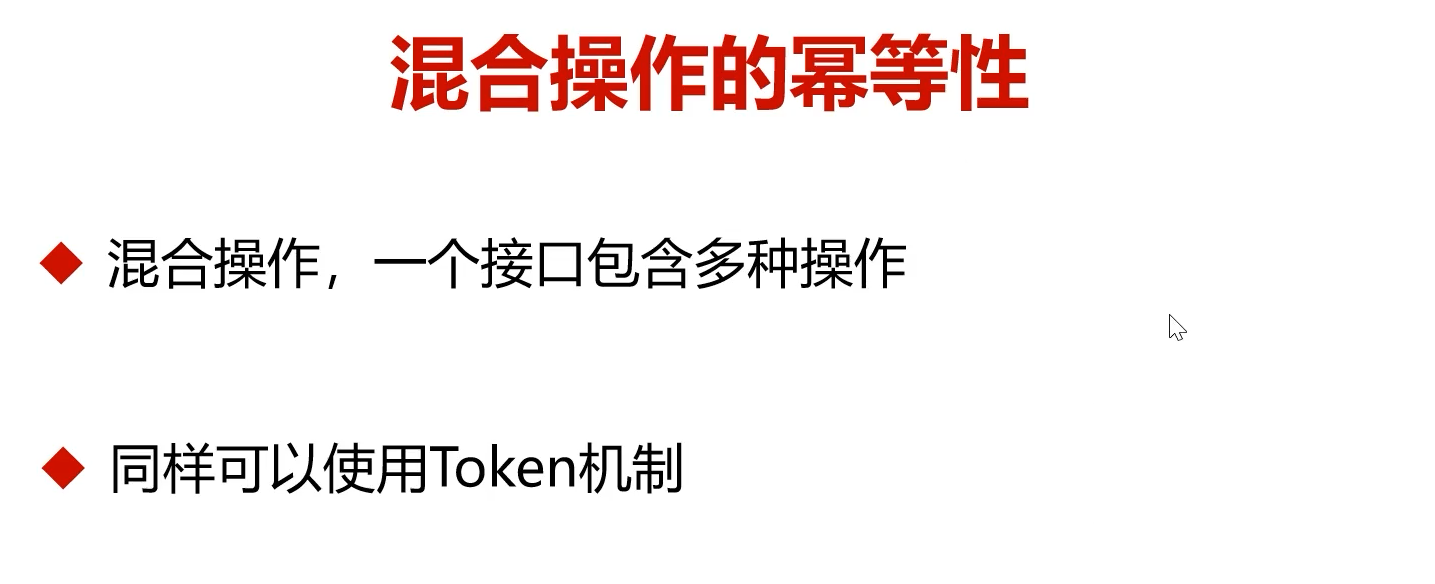 混合操作的幂等性
混合操作，一个接口包含多种操作
同样可以使用Token机制